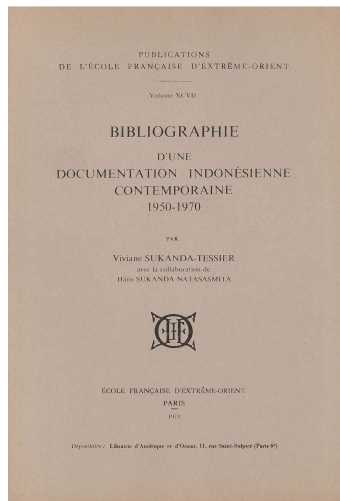 PUBLICATIONS
DE L'ÉCOLE FRANÇAISE D'EXTRÊME-ORIENT
Volume XCVII
BIBLIOGRAPHIE
D'UNE
DOCUMENTATION INDONÉSIENNE
CONTEMPORAINE
1950-1970
PAR
Viviane SUKANDA-TESSIER
avec la collaboration de
Haris SUKANDA NATASASMITA
ÉCOLE FRANÇAISE D'EXTRÊME-ORIENT
PARIS
Dépositaire : Librairie d'Amérique et d'Orient, 11, rue Saint-Sulpice (Paris 6ᵉ)